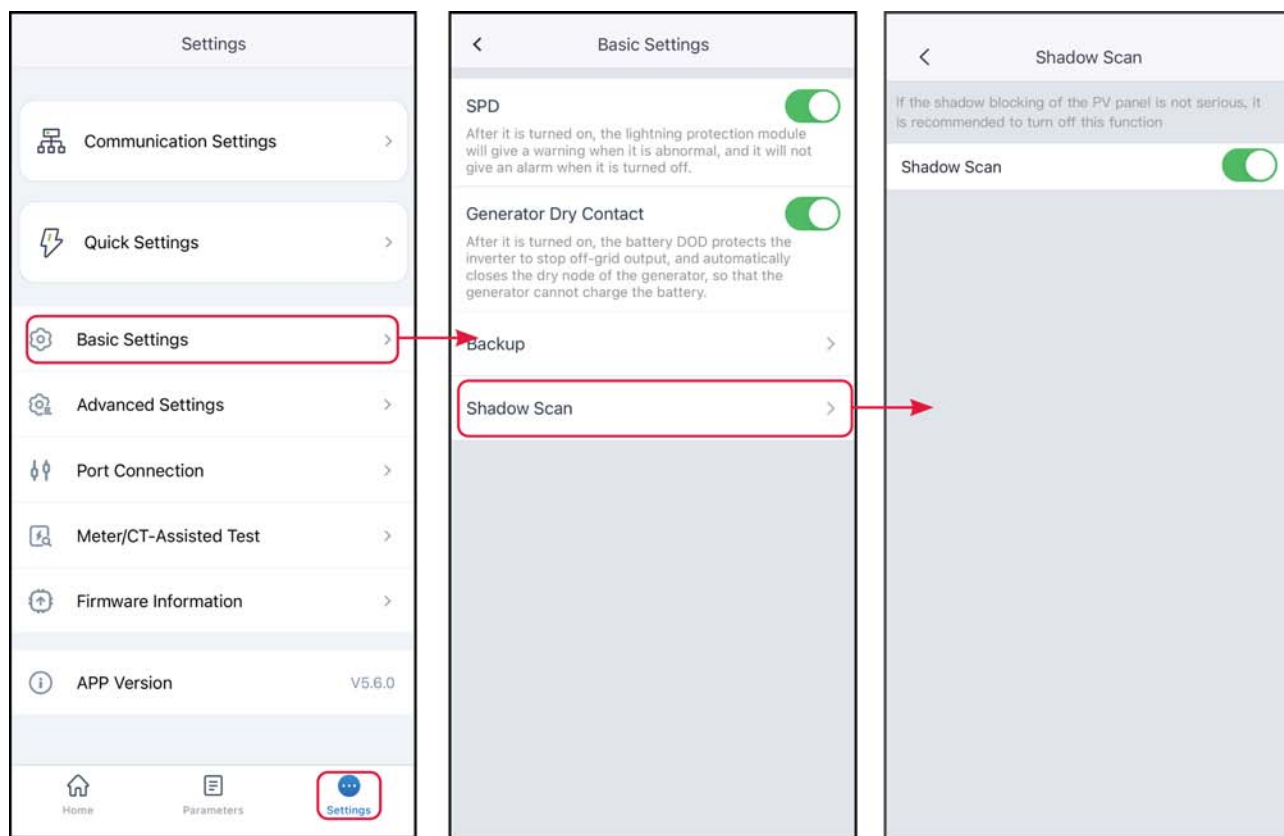 Settings
Communication Settings
Quick Settings
Basic Settings
Advanced Settings
Port Connection
Meter/CT-Assisted Test
Firmware Information
APP Version V5.6.0
Home Parameters Settings
Basic Settings
SPD
After it is turned on, the lightning protection module
will give a warning when it is abnormal, and it will not
give an alarm when it is turned off.
Generator Dry Contact
After it is turned on, the battery DOD protects the
inverter to stop off-grid output, and automatically
closes the dry node of the generator, so that the
generator cannot charge the battery.
Backup
Shadow Scan
Shadow Scan
If the shadow blocking of the PV panel is not serious, it
is recommended to turn off this function
Shadow Scan